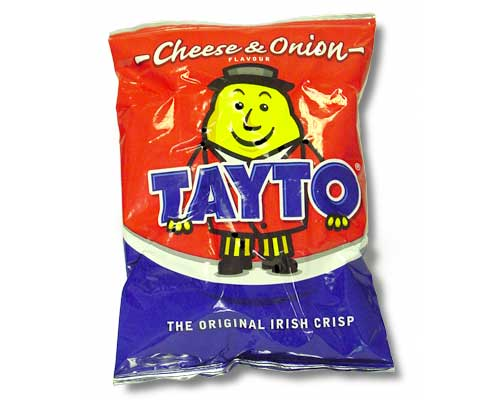 - Cheese & Onion -
FLAVOUR
TAYTO®
THE ORIGINAL IRISH CRISP